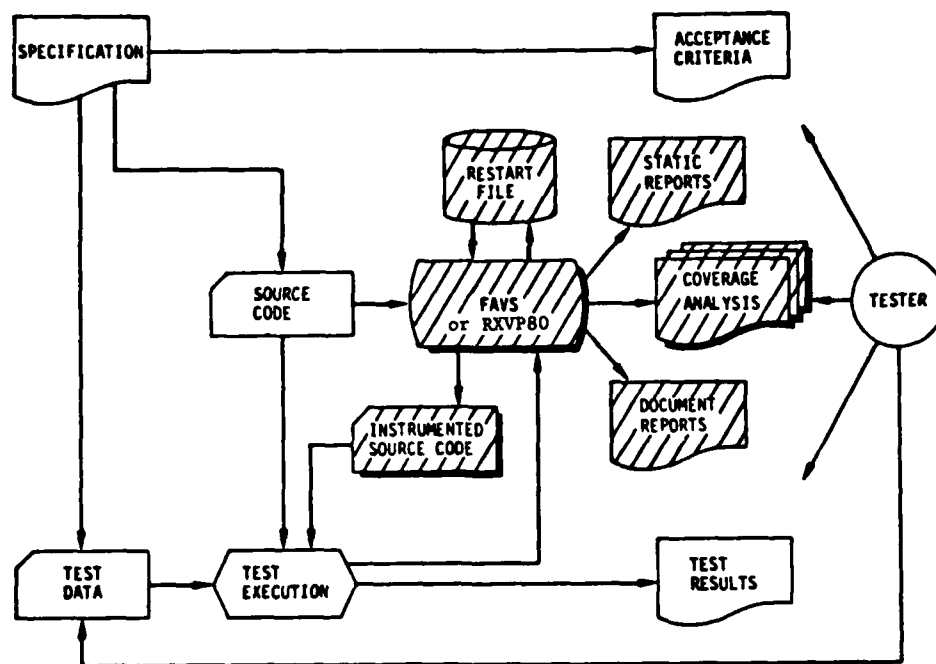 SPECIFICATION
ACCEPTANCE
CRITERIA
RESTART
FILE
STATIC
REPORTS
SOURCE
CODE
FAVS
or RXVP80
COVERAGE
ANALYSIS
TESTER
INSTRUMENTED
SOURCE CODE
DOCUMENT
REPORTS
TEST
DATA
TEST
EXECUTION
TEST
RESULTS